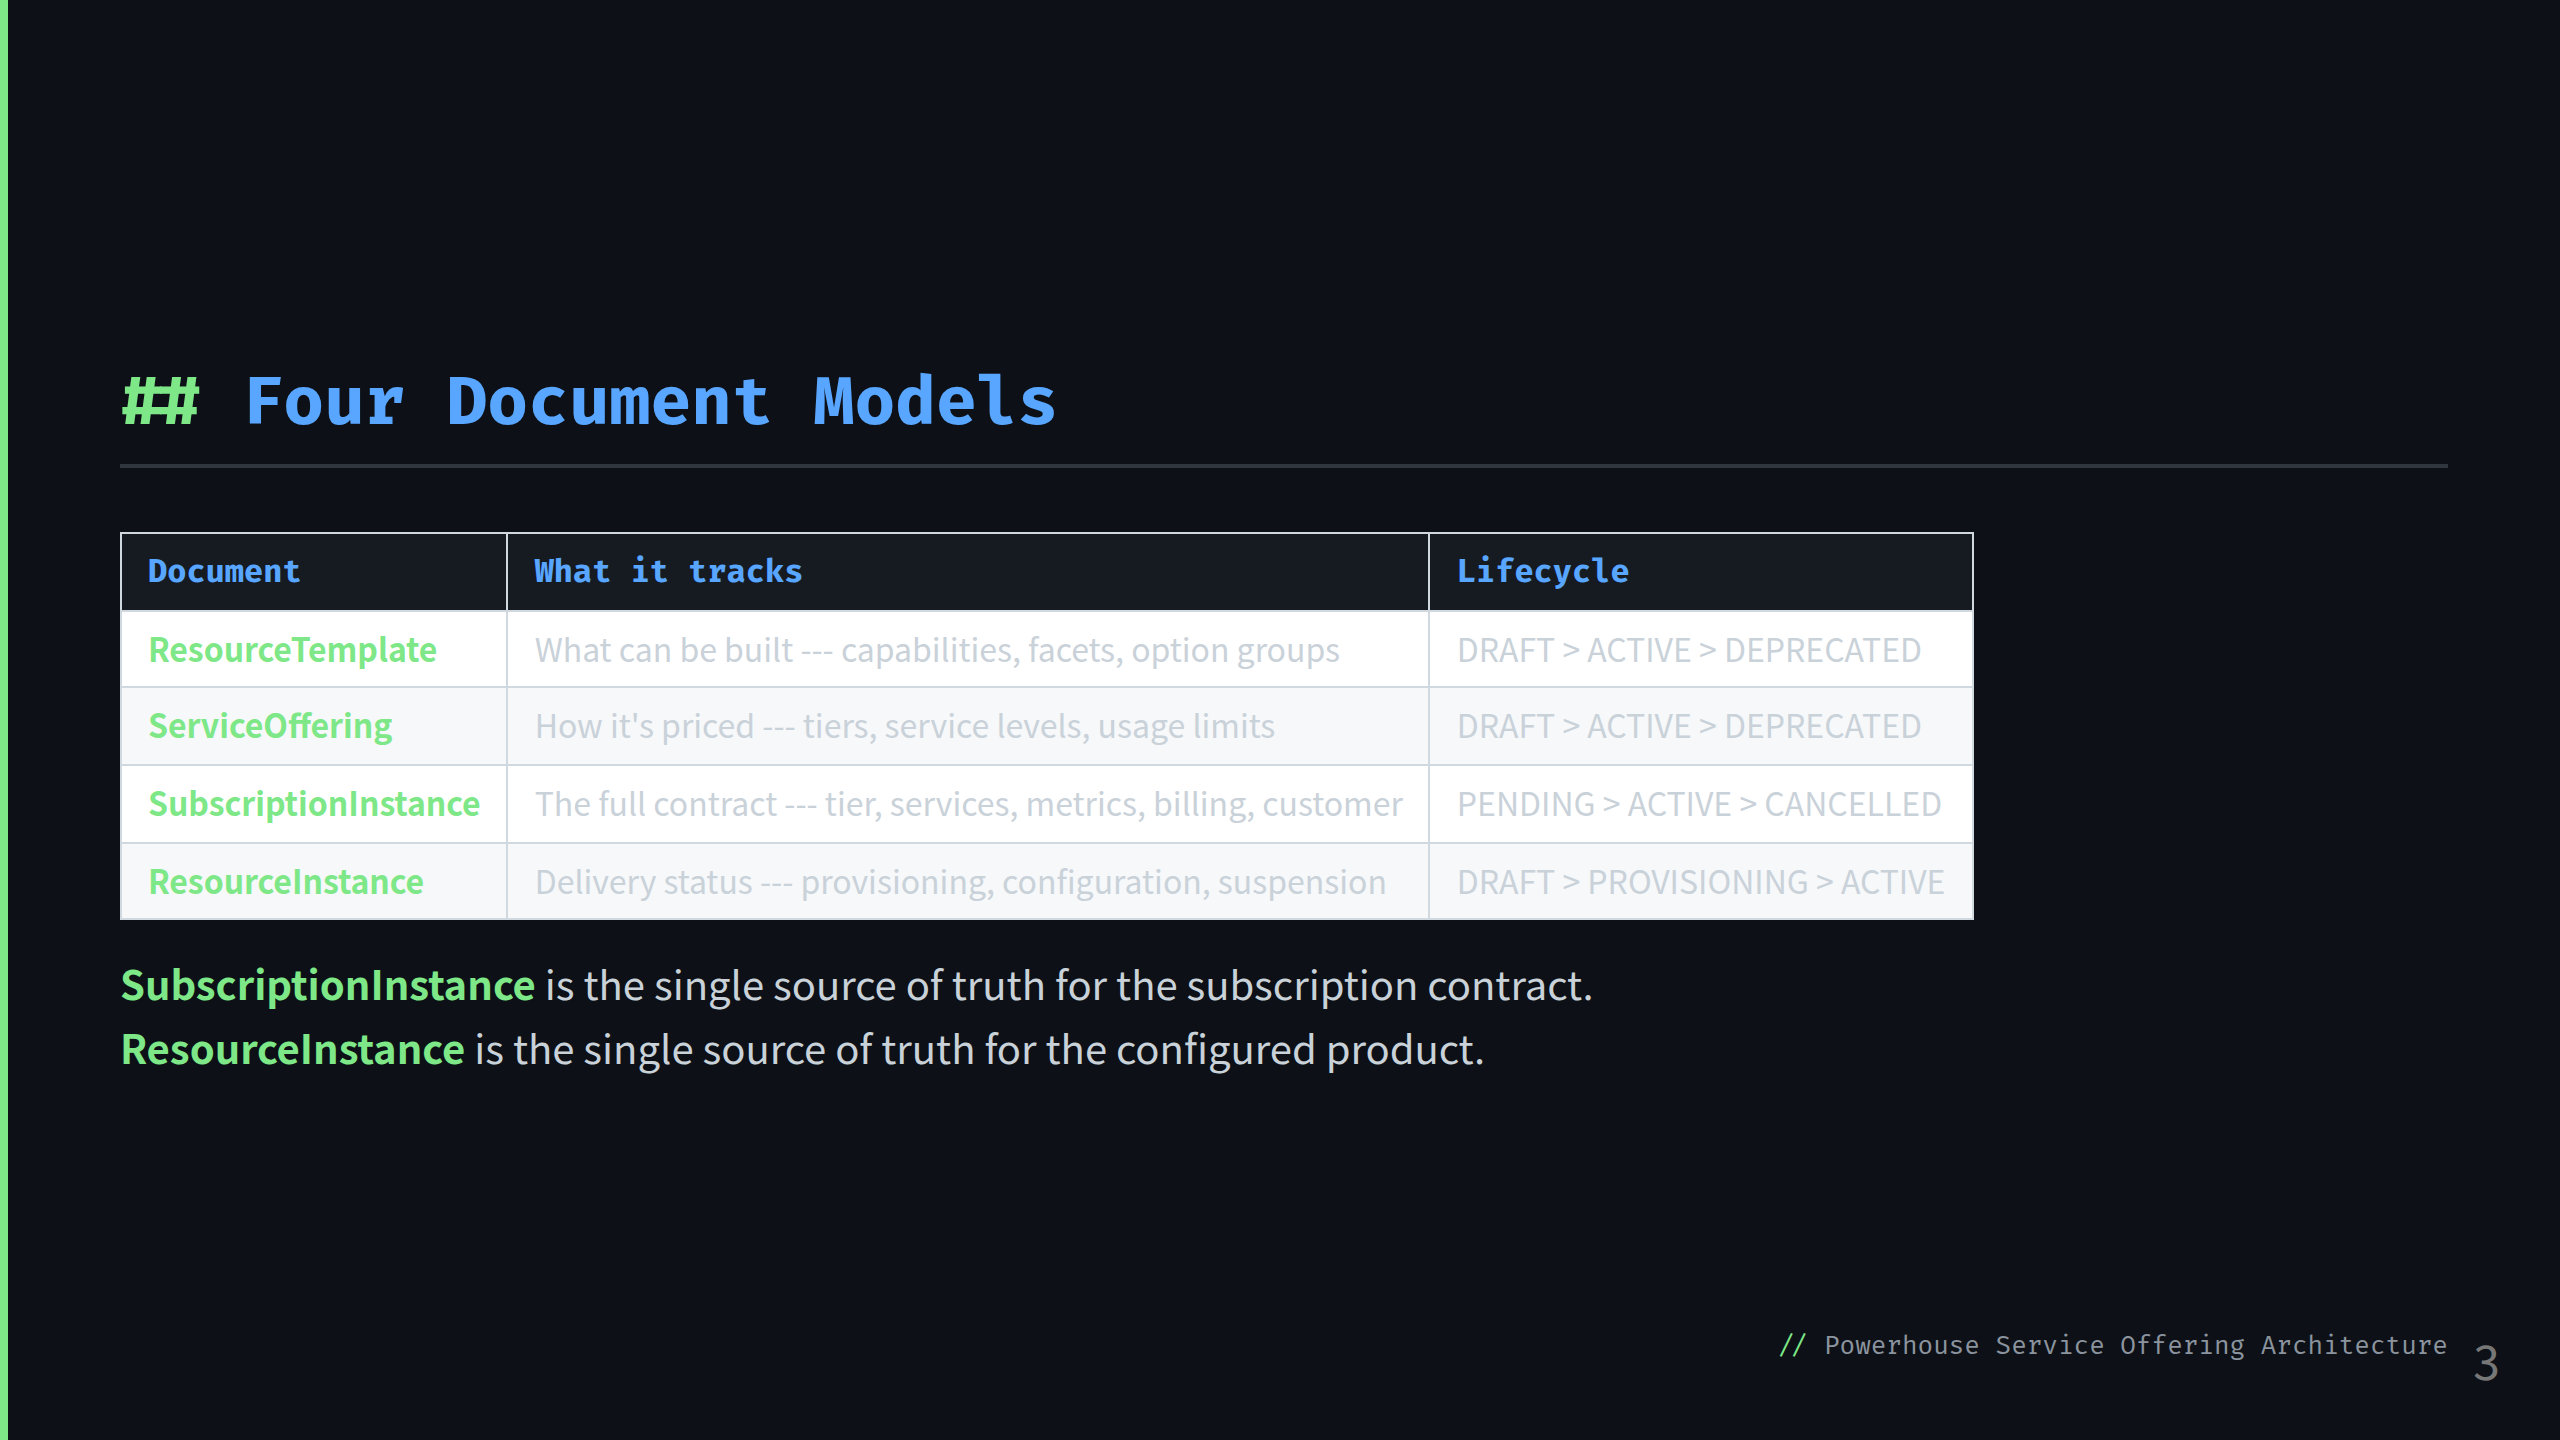 ## Four Document Models
Document What it tracks Lifecycle
ResourceTemplate What can be built --- capabilities, facets, option groups DRAFT > ACTIVE > DEPRECATED
ServiceOffering How it's priced --- tiers, service levels, usage limits DRAFT > ACTIVE > DEPRECATED
SubscriptionInstance The full contract --- tier, services, metrics, billing, customer PENDING > ACTIVE > CANCELLED
ResourceInstance Delivery status --- provisioning, configuration, suspension DRAFT > PROVISIONING > ACTIVE
SubscriptionInstance is the single source of truth for the subscription contract.
ResourceInstance is the single source of truth for the configured product.
// Powerhouse Service Offering Architecture
3